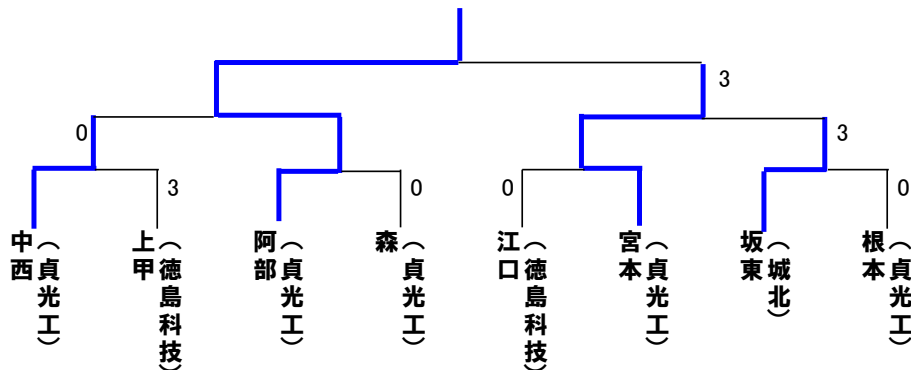 3
0
3
3
0
0
0
中西（貞光工）
上甲（徳島科技）
阿部（貞光工）
森（貞光工）
江口（徳島科技）
宮本（貞光工）
坂東（城北）
根本（貞光工）